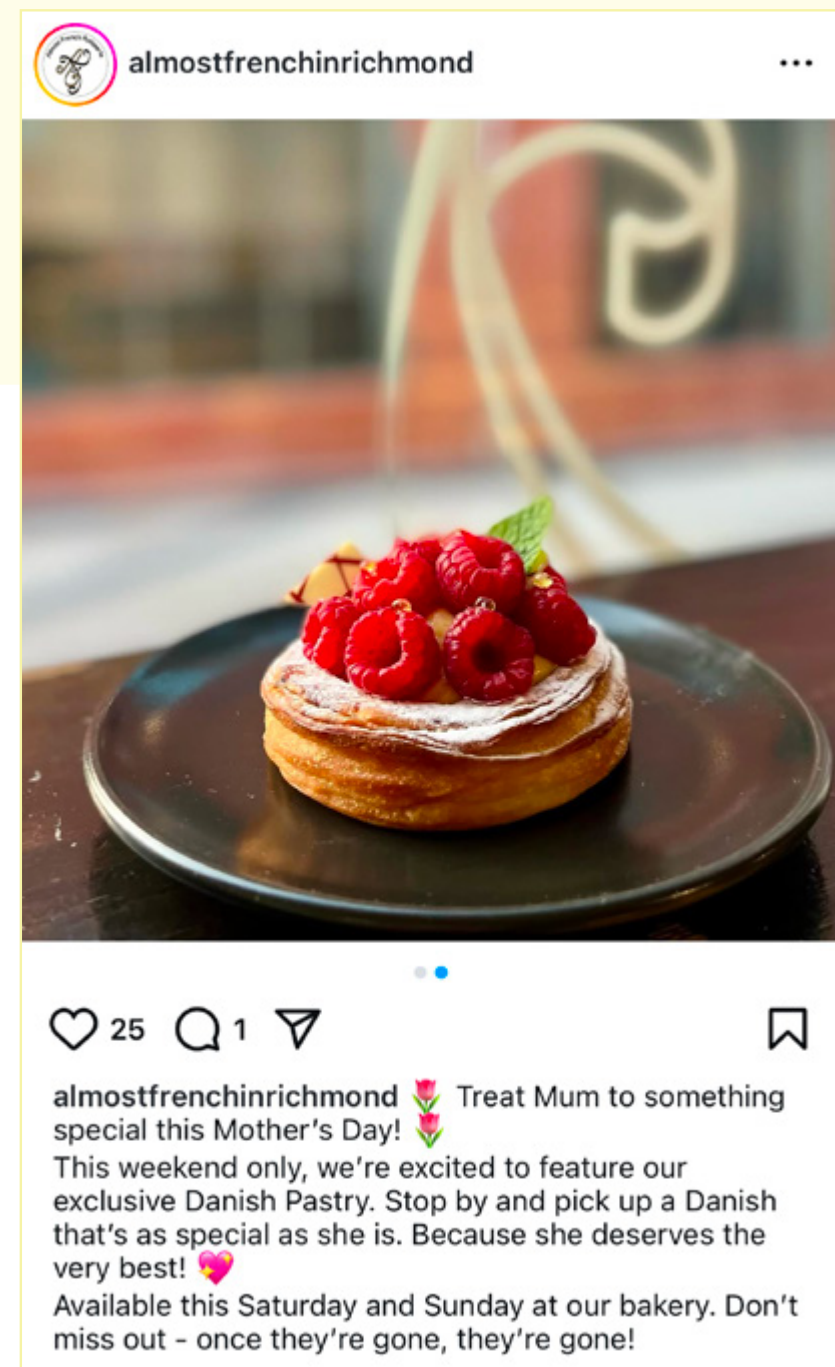 almostfrenchinrichmond
25
1
almostfrenchinrichmond 🌷 Treat Mum to something
special this Mother's Day! 🌷
This weekend only, we're excited to feature our
exclusive Danish Pastry. Stop by and pick up a Danish
that's as special as she is. Because she deserves the
very best! 💖
Available this Saturday and Sunday at our bakery. Don't
miss out - once they're gone, they're gone!